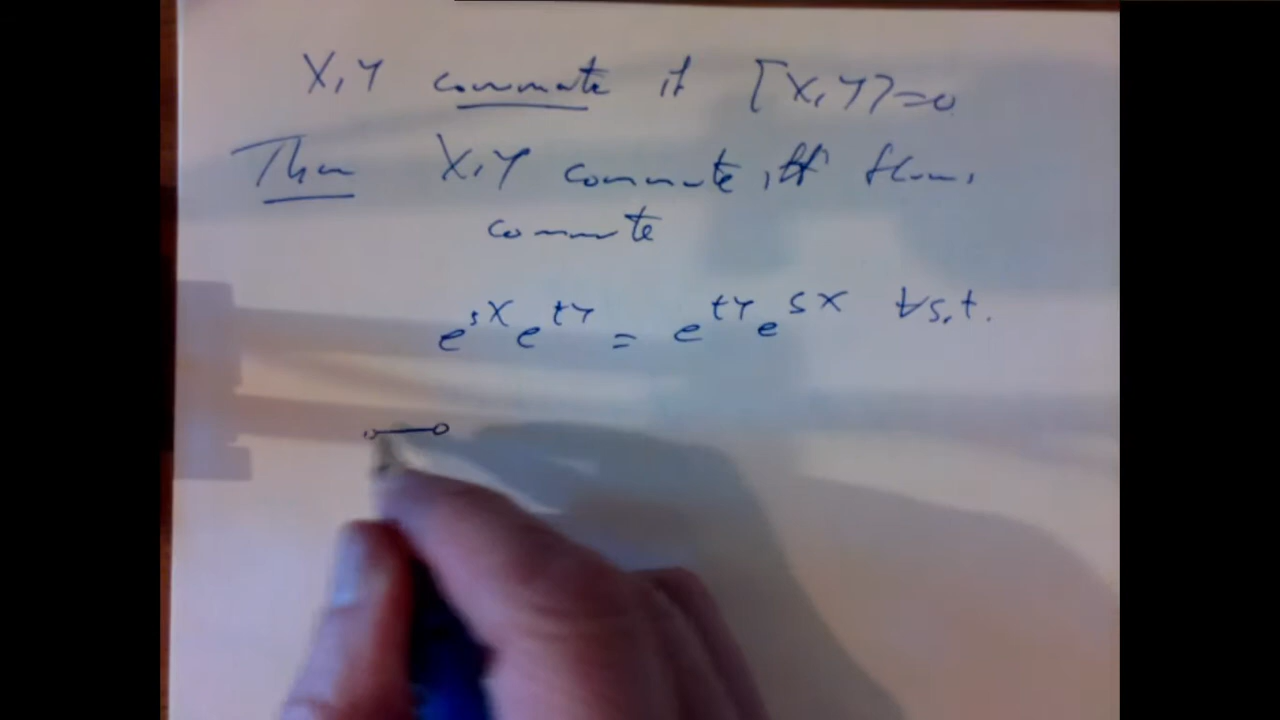 X, Y commute if [X, Y] = 0
Thm X, Y commute iff flows
commute
e^{sX} e^{tY} = e^{tY} e^{sX} ∀s,t.